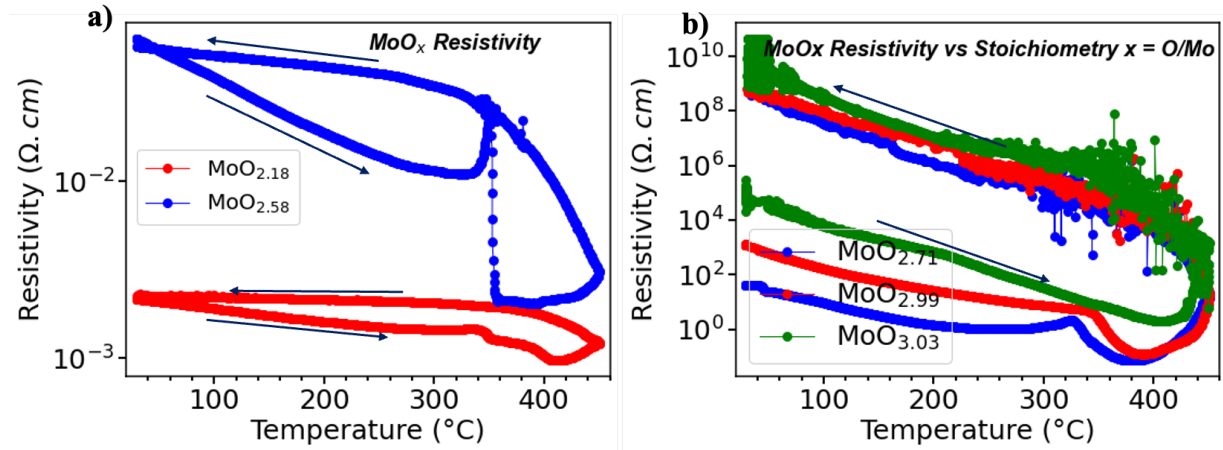 a)
MoOₓ Resistivity
Resistivity (Ω. cm)
10⁻²
10⁻³
MoO₂.₁₈
MoO₂.₅₈
100 200 300 400
Temperature (°C)
b)
MoOx Resistivity vs Stoichiometry x = O/Mo
Resistivity (Ω. cm)
10¹⁰
10⁸
10⁶
10⁴
10²
10⁰
MoO₂.₇₁
MoO₂.₉₉
MoO₃.₀₃
100 200 300 400
Temperature (°C)